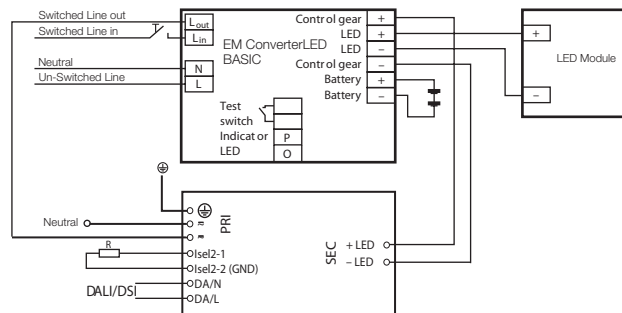 Switched Line out
Switched Line in
Neutral
Un-Switched Line
Lout
Lin
N
L
EM ConverterLED
BASIC
Test
switch
Indicat or
LED
P
O
Control gear +
LED +
LED −
Control gear −
Battery +
Battery −
+
−
LED Module
Neutral
R
DALI/DSI
PRI
Isel2-1
Isel2-2 (GND)
DA/N
DA/L
SEC
+ LED
− LED